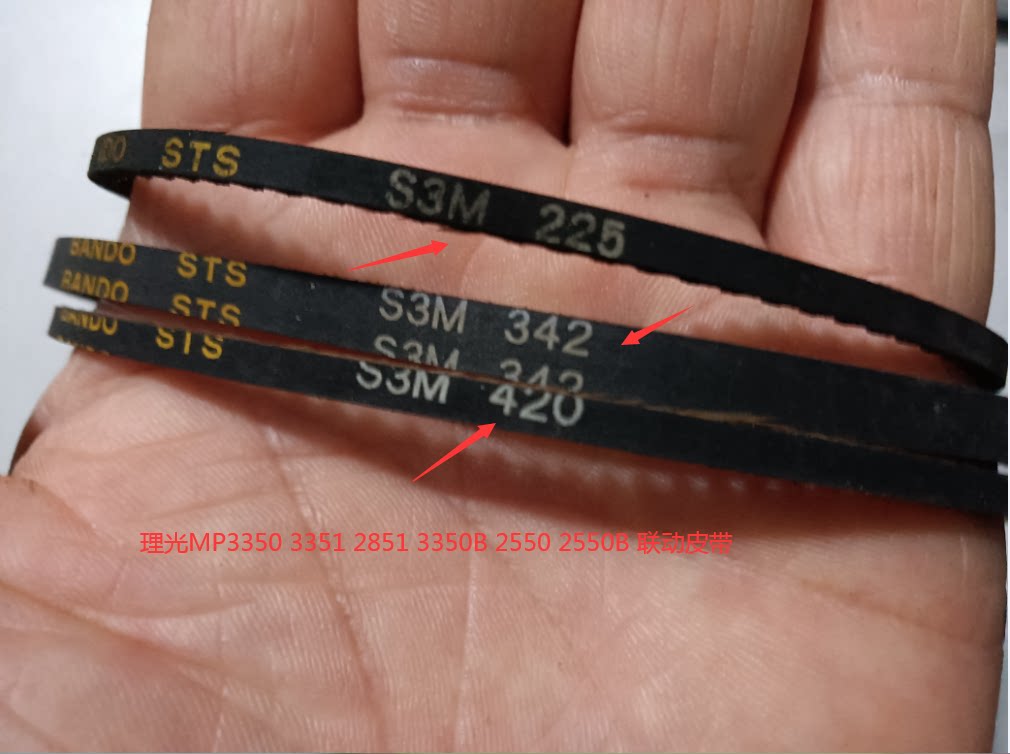 STS S3M 225
BANDO STS S3M 342
BANDO STS S3M 342
BANDO STS S3M 420
理光MP3350 3351 2851 3350B 2550 2550B 联动皮带